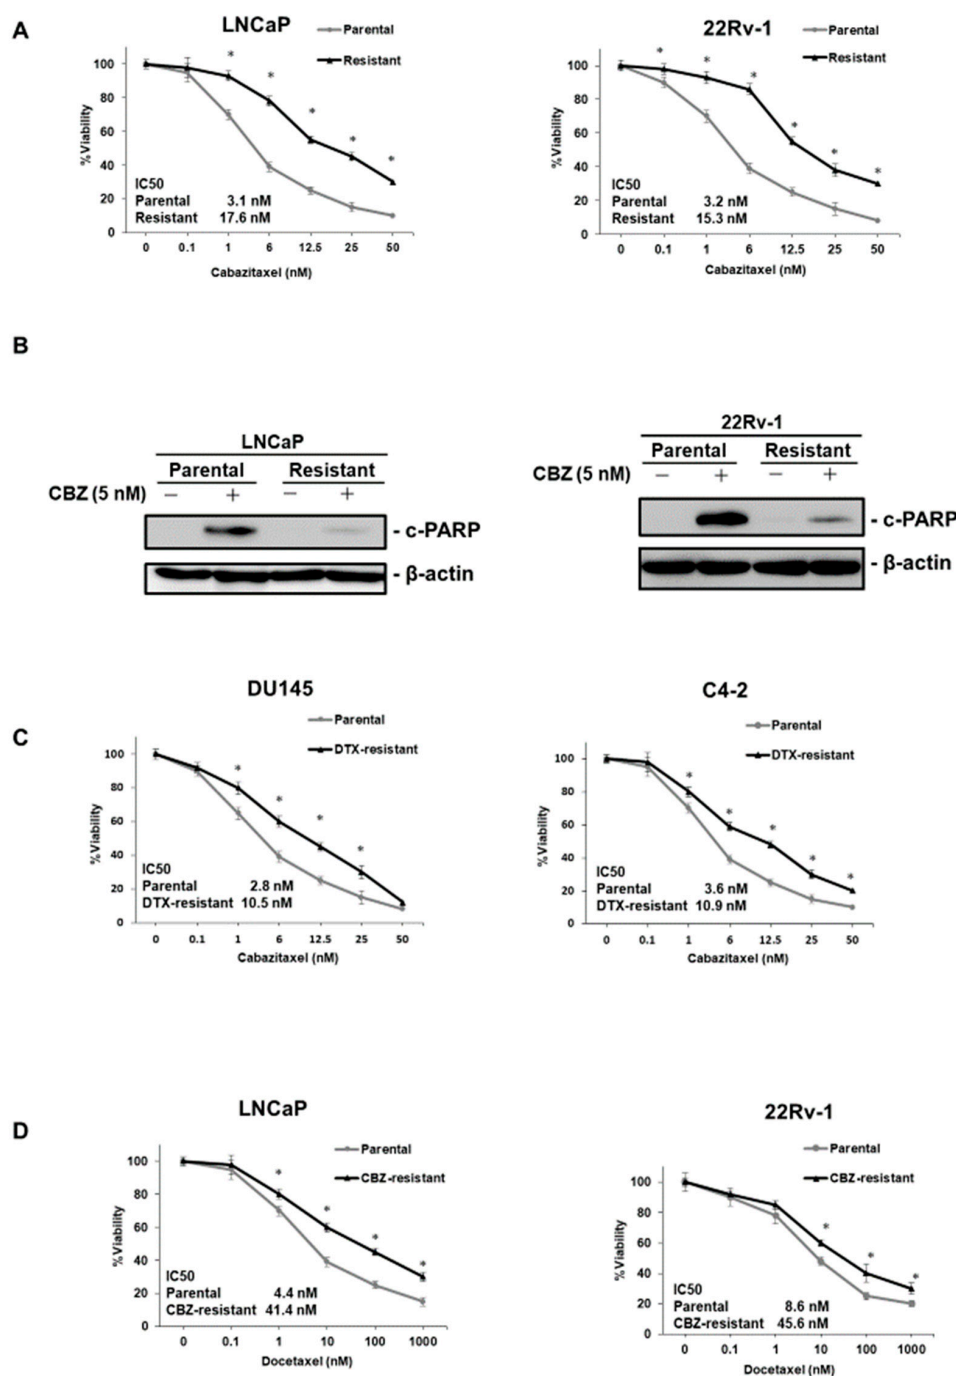 A
LNCaP
Parental
Resistant
% Viability
100
80
60
40
20
0
* * * * *
IC50
Parental 3.1 nM
Resistant 17.6 nM
0 0.1 1 6 12.5 25 50
Cabazitaxel (nM)
22Rv-1
Parental
Resistant
% Viability
100
80
60
40
20
0
* * * * * *
IC50
Parental 3.2 nM
Resistant 15.3 nM
0 0.1 1 6 12.5 25 50
Cabazitaxel (nM)
B
LNCaP
Parental Resistant
CBZ (5 nM) − + − +
- c-PARP
- β-actin
22Rv-1
Parental Resistant
CBZ (5 nM) − + − +
- c-PARP
- β-actin
C
DU145
Parental
DTX-resistant
% Viability
100
80
60
40
20
0
* * * *
IC50
Parental 2.8 nM
DTX-resistant 10.5 nM
0 0.1 1 6 12.5 25 50
Cabazitaxel (nM)
C4-2
Parental
DTX-resistant
% Viability
100
80
60
40
20
0
* * * * *
IC50
Parental 3.6 nM
DTX-resistant 10.9 nM
0 0.1 1 6 12.5 25 50
Cabazitaxel (nM)
D
LNCaP
Parental
CBZ-resistant
% Viability
100
80
60
40
20
0
* * * *
IC50
Parental 4.4 nM
CBZ-resistant 41.4 nM
0 0.1 1 10 100 1000
Docetaxel (nM)
22Rv-1
Parental
CBZ-resistant
% Viability
100
80
60
40
20
0
* * *
IC50
Parental 8.6 nM
CBZ-resistant 45.6 nM
0 0.1 1 10 100 1000
Docetaxel (nM)